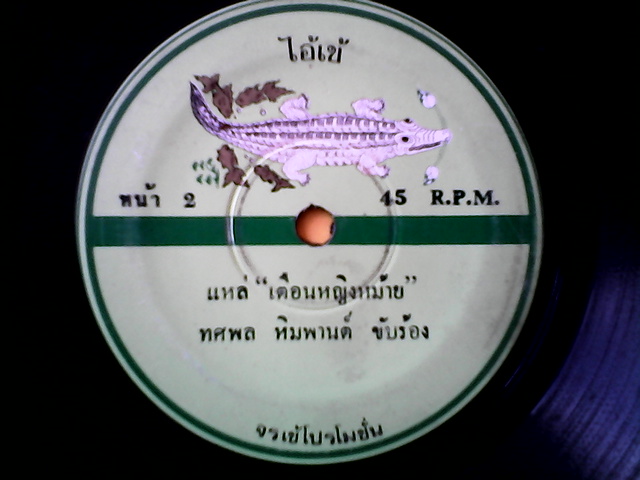 ไอ้เข้
หน้า 2 45 R.P.M.
แหล่ "เตือนหญิงหม้าย"
ทศพล หิมพานต์ ขับร้อง
จระเข้โปรโมชั่น